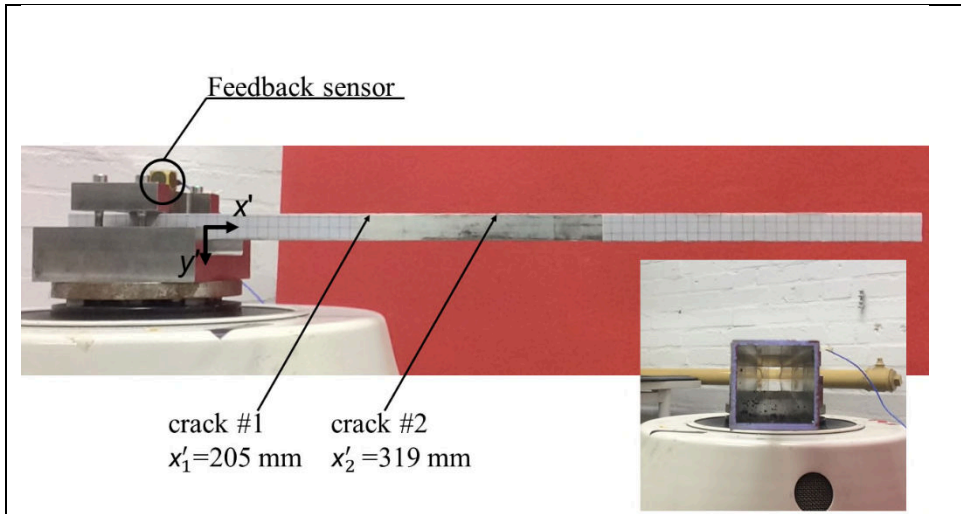 Feedback sensor
x'
y'
crack #1 crack #2
x′₁=205 mm x′₂ =319 mm